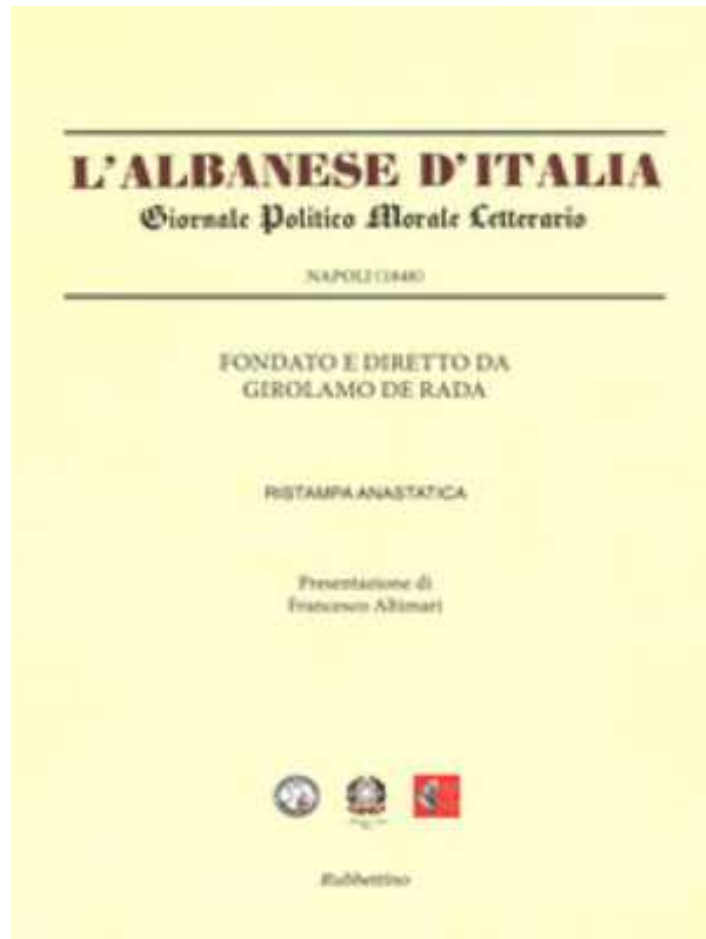 L'ALBANESE D'ITALIA
Giornale Politico Morale Letterario
NAPOLI (1848)
FONDATO E DIRETTO DA
GIROLAMO DE RADA
RISTAMPA ANASTATICA
Presentazione di
Francesco Altimari
Rubbettino